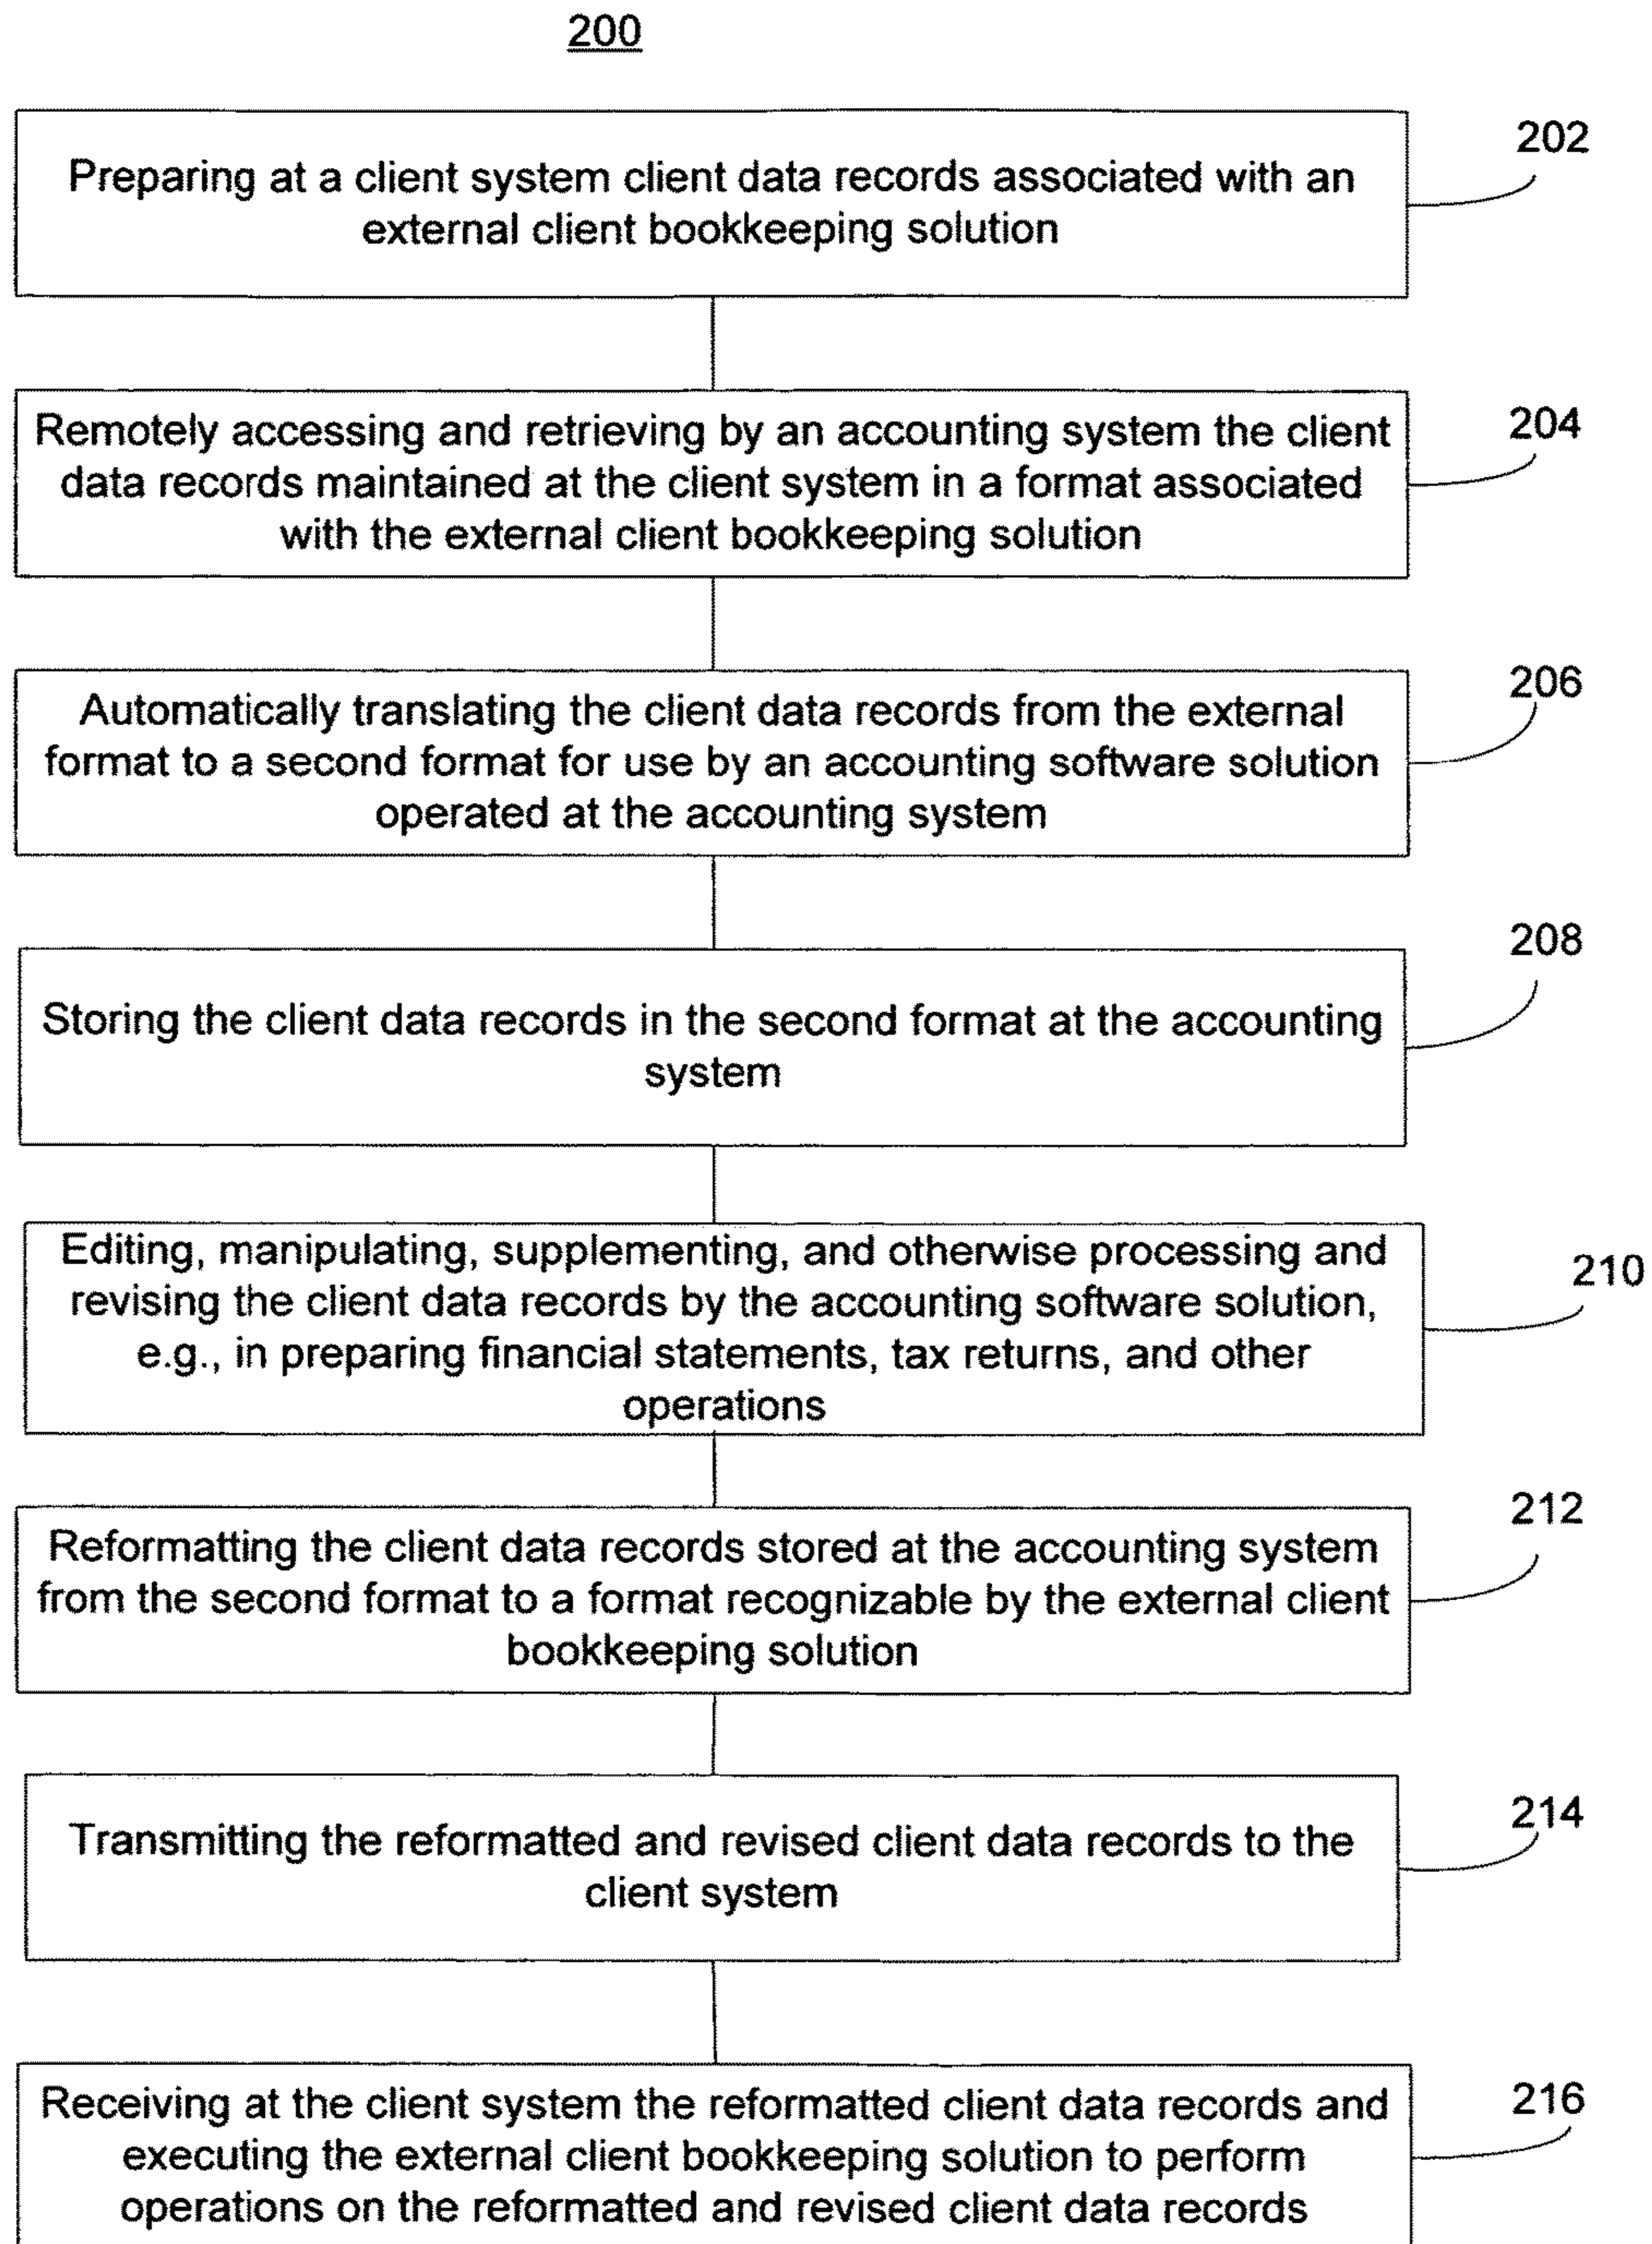 200
202
Preparing at a client system client data records associated with an
external client bookkeeping solution
204
Remotely accessing and retrieving by an accounting system the client
data records maintained at the client system in a format associated
with the external client bookkeeping solution
206
Automatically translating the client data records from the external
format to a second format for use by an accounting software solution
operated at the accounting system
208
Storing the client data records in the second format at the accounting
system
210
Editing, manipulating, supplementing, and otherwise processing and
revising the client data records by the accounting software solution,
e.g., in preparing financial statements, tax returns, and other
operations
212
Reformatting the client data records stored at the accounting system
from the second format to a format recognizable by the external client
bookkeeping solution
214
Transmitting the reformatted and revised client data records to the
client system
216
Receiving at the client system the reformatted client data records and
executing the external client bookkeeping solution to perform
operations on the reformatted and revised client data records